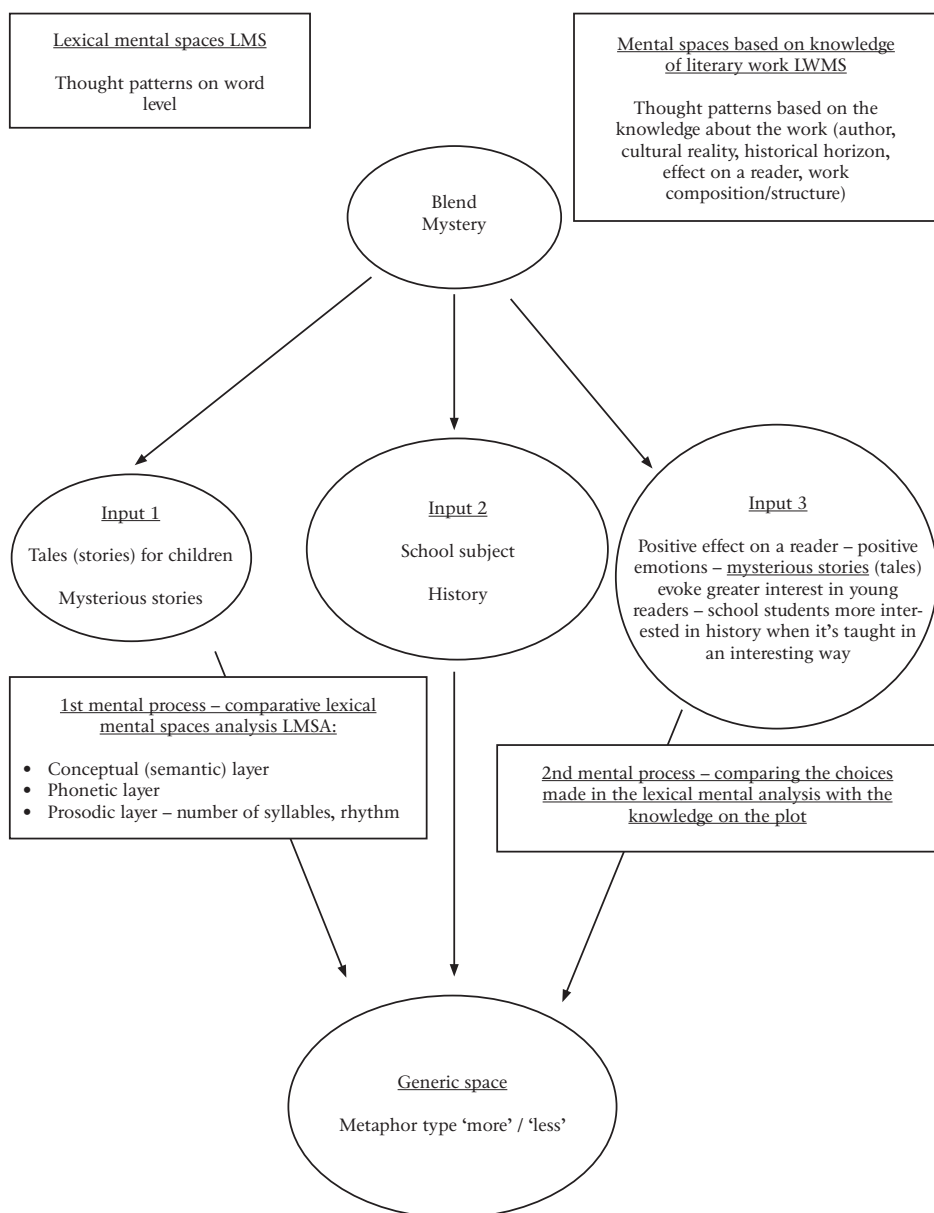 Lexical mental spaces LMS
Thought patterns on word
level
Mental spaces based on knowledge
of literary work LWMS
Thought patterns based on the
knowledge about the work (author,
cultural reality, historical horizon,
effect on a reader, work
composition/structure)
Blend
Mystery
Input 1
Tales (stories) for children
Mysterious stories
Input 2
School subject
History
Input 3
Positive effect on a reader – positive
emotions – mysterious stories (tales)
evoke greater interest in young
readers – school students more inter-
ested in history when it's taught in
an interesting way
1st mental process – comparative lexical
mental spaces analysis LMSA:
• Conceptual (semantic) layer
• Phonetic layer
• Prosodic layer – number of syllables, rhythm
2nd mental process – comparing the choices
made in the lexical mental analysis with the
knowledge on the plot
Generic space
Metaphor type ‘more’ / ‘less’